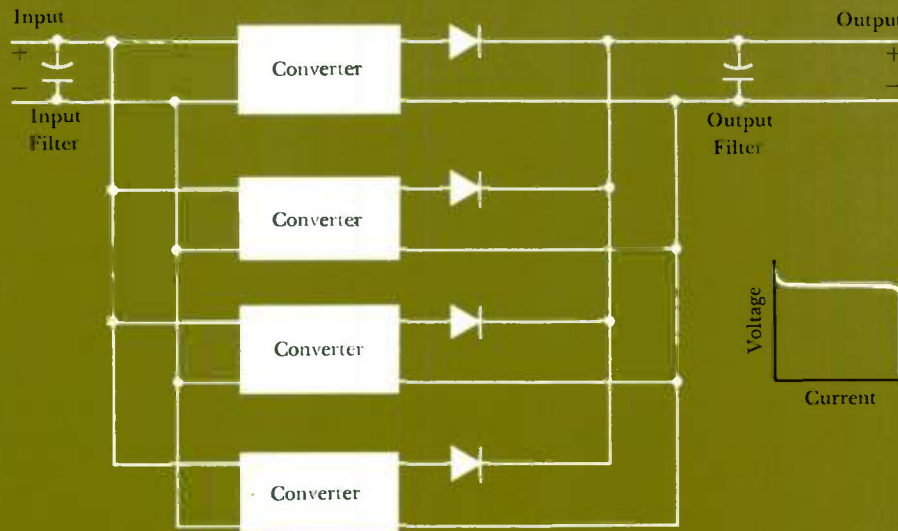 Input
Output
+
+
−
−
Converter
Input
Filter
Output
Filter
Converter
Converter
Converter
Voltage
Current